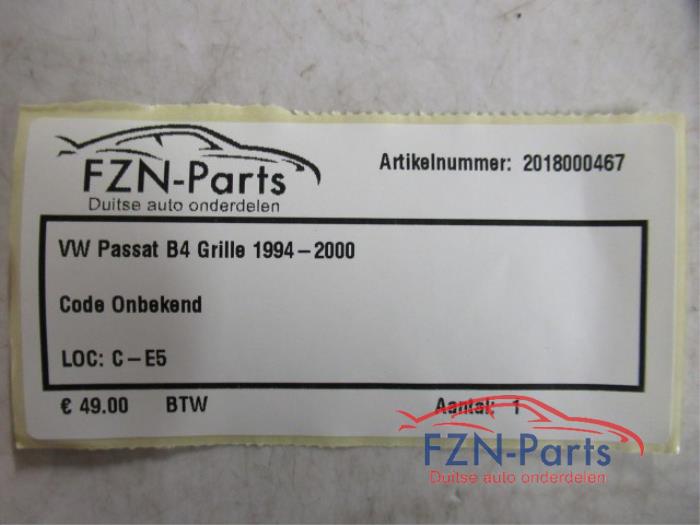 FZN-Parts
Duitse auto onderdelen
Artikelnummer: 2018000467
VW Passat B4 Grille 1994-2000
Code Onbekend
LOC: C-E5
€ 49.00 BTW
Aantal: 1
FZN-Parts
Duitse auto onderdelen